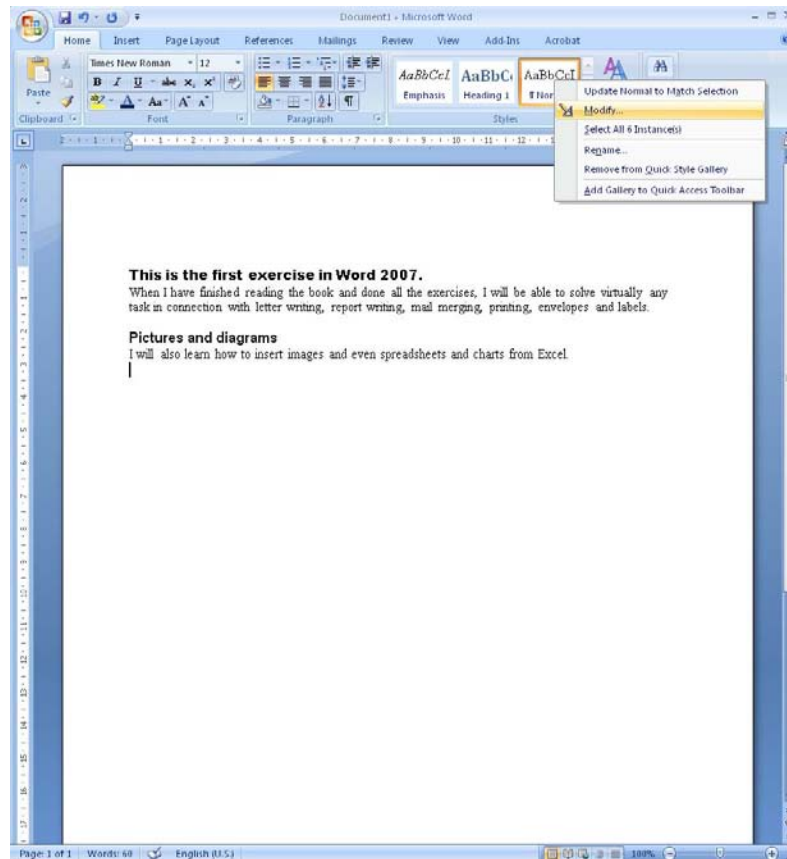 Document1 - Microsoft Word
Home Insert Page Layout References Mailings Review View Add-Ins Acrobat
Paste
Times New Roman 12
B I U abc x₂ x²
Aa A A
AaBbCcI AaBbC AaBbCcI
Emphasis Heading 1 ¶ Nor
Clipboard Font Paragraph Styles
Update Normal to Match Selection
Modify...
Select All 6 Instance(s)
Rename...
Remove from Quick Style Gallery
Add Gallery to Quick Access Toolbar
This is the first exercise in Word 2007.
When I have finished reading the book and done all the exercises, I will be able to solve virtually any
task in connection with letter writing, report writing, mail merging, printing, envelopes and labels.
Pictures and diagrams
I will also learn how to insert images and even spreadsheets and charts from Excel.
Page: 1 of 1 Words: 60 English (U.S.) 100%